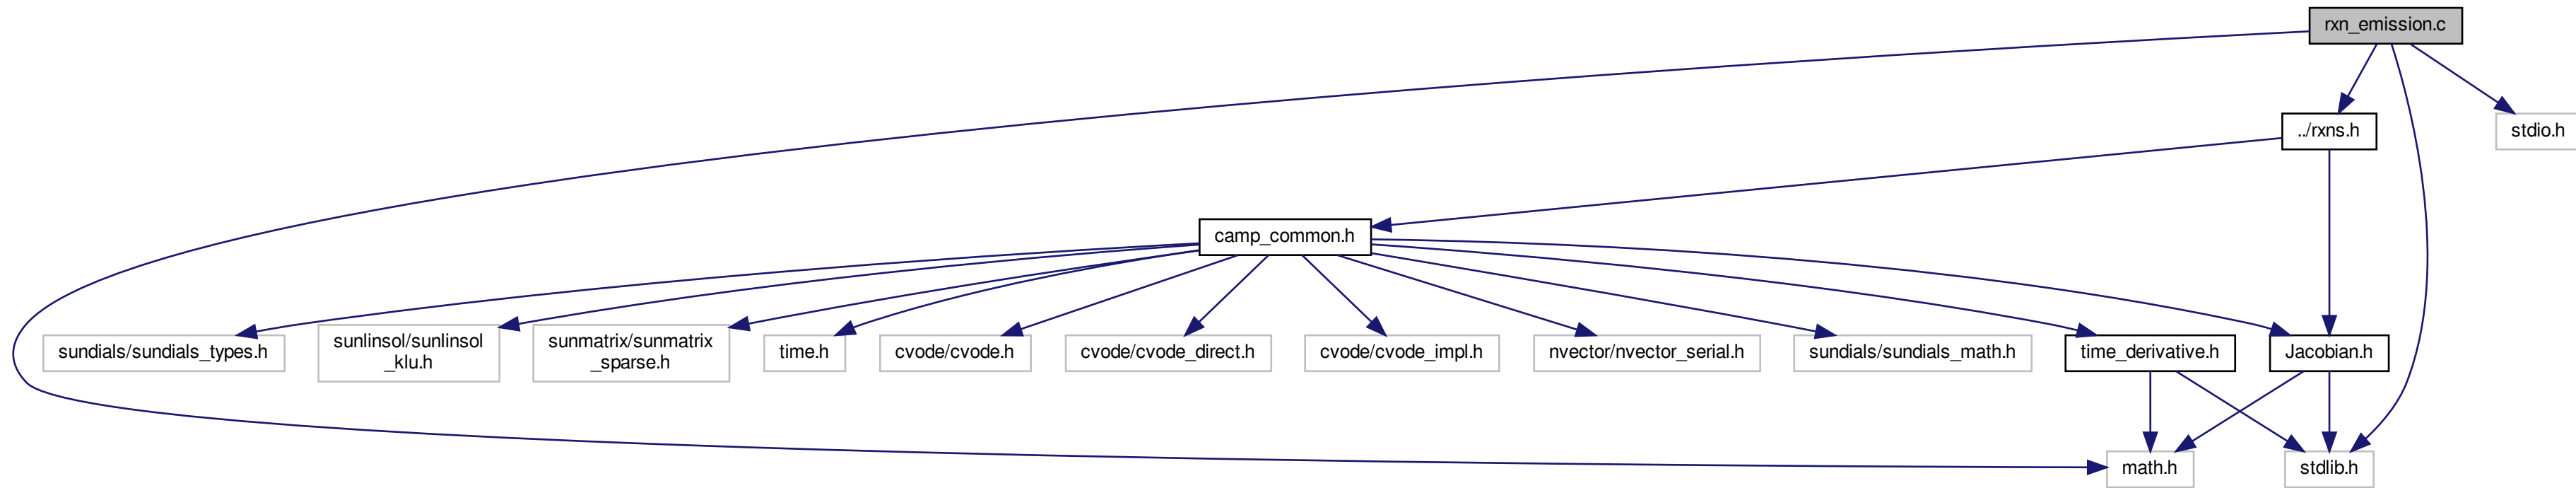 rxn_emission.c
../rxns.h
stdio.h
camp_common.h
sundials/sundials_types.h
sunlinsol/sunlinsol
_klu.h
sunmatrix/sunmatrix
_sparse.h
time.h
cvode/cvode.h
cvode/cvode_direct.h
cvode/cvode_impl.h
nvector/nvector_serial.h
sundials/sundials_math.h
time_derivative.h
Jacobian.h
math.h
stdlib.h